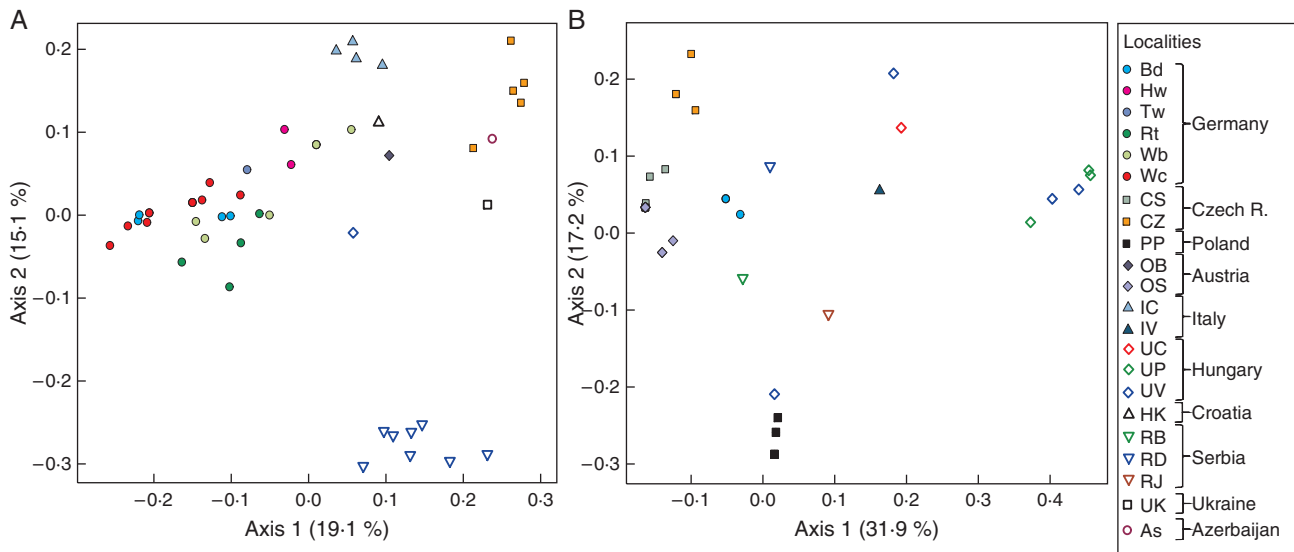 A
0·2
0·1
0·0
−0·1
−0·2
−0·3
Axis 2 (15·1 %)
−0·2
−0·1
0·0
0·1
0·2
0·3
Axis 1 (19·1 %)
B
0·2
0·1
0·0
−0·1
−0·2
−0·3
Axis 2 (17·2 %)
−0·1
0·0
0·1
0·2
0·3
0·4
Axis 1 (31·9 %)
Localities
Bd
Hw
Tw
Rt
Wb
Wc
Germany
CS
CZ
Czech R.
PP
Poland
OB
OS
Austria
IC
IV
Italy
UC
UP
UV
Hungary
HK
Croatia
RB
RD
RJ
Serbia
UK
Ukraine
As
Azerbaijan